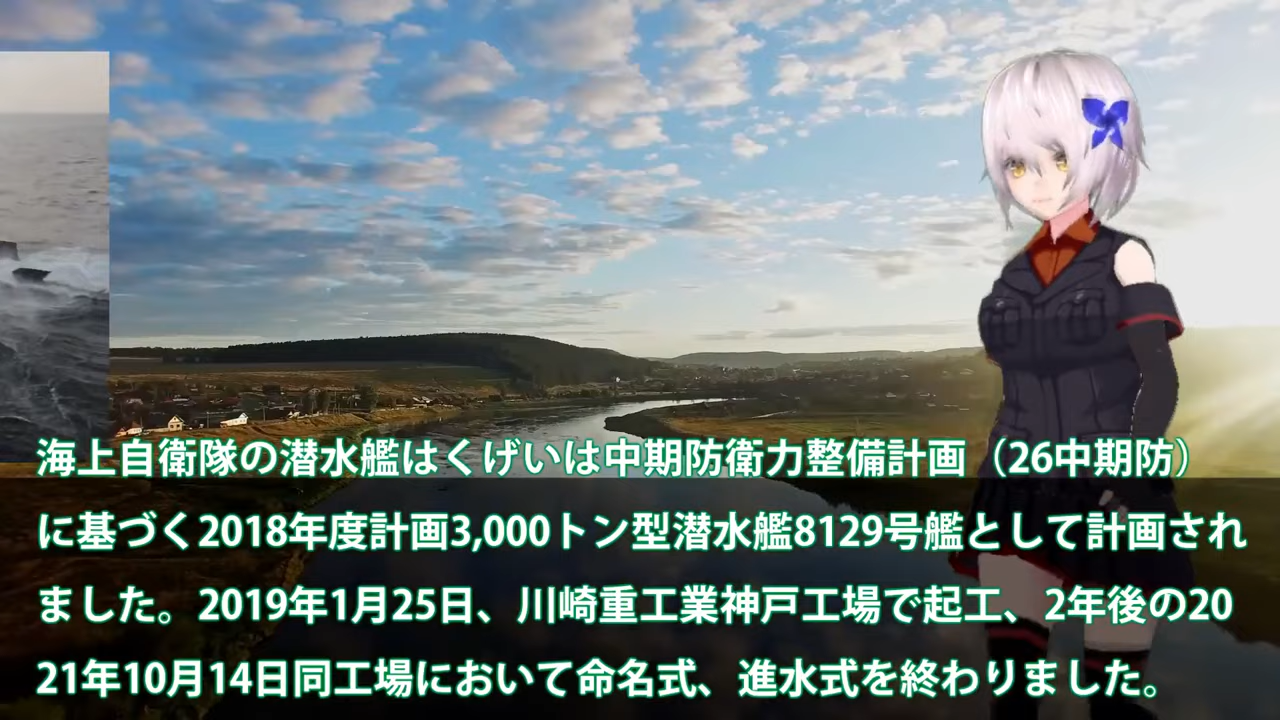 海上自衛隊の潜水艦はくげいは中期防衛力整備計画（26中期防）
に基づく2018年度計画3,000トン型潜水艦8129号艦として計画され
ました。2019年1月25日、川崎重工業神戸工場で起工、2年後の20
21年10月14日同工場において命名式、進水式を終わりました。